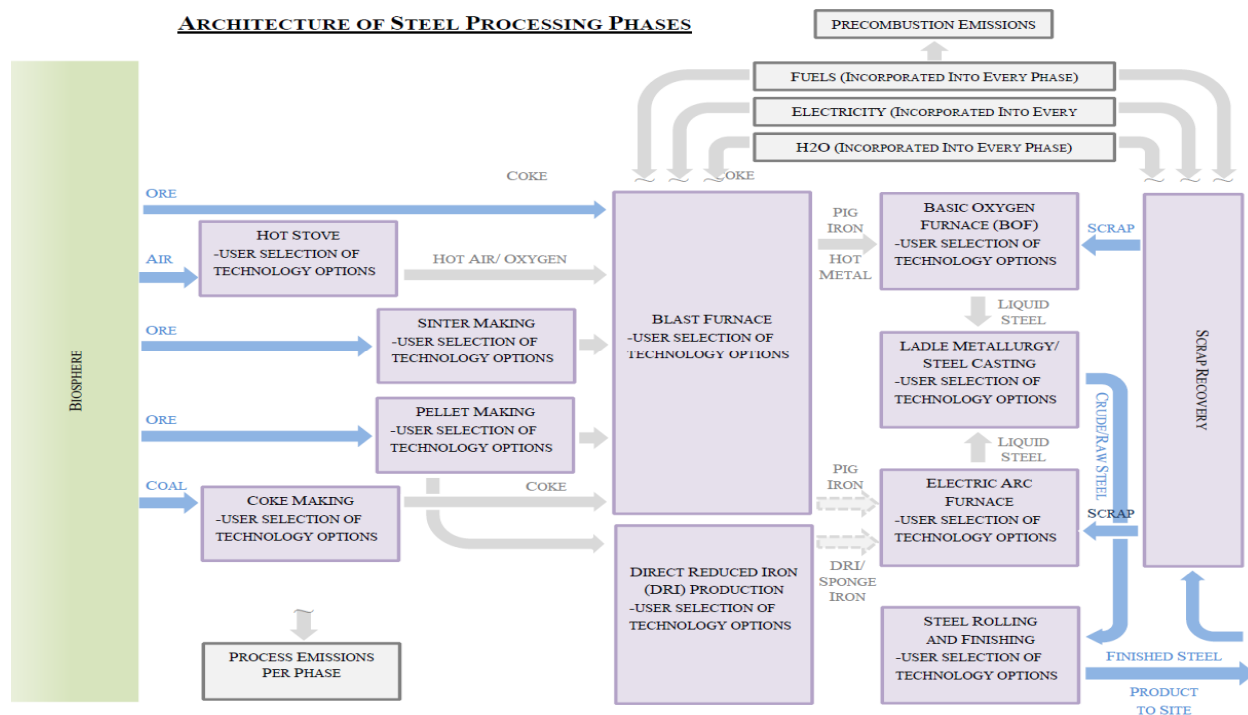 ARCHITECTURE OF STEEL PROCESSING PHASES
PRECOMBUSTION EMISSIONS
FUELS (INCORPORATED INTO EVERY PHASE)
ELECTRICITY (INCORPORATED INTO EVERY
H2O (INCORPORATED INTO EVERY PHASE)
BIOSPHERE
COKE
COKE
ORE
HOT STOVE
-USER SELECTION OF
TECHNOLOGY OPTIONS
AIR
HOT AIR/ OXYGEN
ORE
SINTER MAKING
-USER SELECTION OF
TECHNOLOGY OPTIONS
ORE
PELLET MAKING
-USER SELECTION OF
TECHNOLOGY OPTIONS
COAL
COKE MAKING
-USER SELECTION OF
TECHNOLOGY OPTIONS
COKE
BLAST FURNACE
-USER SELECTION OF
TECHNOLOGY OPTIONS
DIRECT REDUCED IRON
(DRI) PRODUCTION
-USER SELECTION OF
TECHNOLOGY OPTIONS
PIG
IRON
HOT
METAL
BASIC OXYGEN
FURNACE (BOF)
-USER SELECTION OF
TECHNOLOGY OPTIONS
SCRAP
LIQUID
STEEL
LADLE METALLURGY/
STEEL CASTING
-USER SELECTION OF
TECHNOLOGY OPTIONS
CRUDE/RAW STEEL
LIQUID
STEEL
PIG
IRON
ELECTRIC ARC
FURNACE
-USER SELECTION OF
TECHNOLOGY OPTIONS
SCRAP
DRI/
SPONGE
IRON
STEEL ROLLING
AND FINISHING
-USER SELECTION OF
TECHNOLOGY OPTIONS
SCRAP RECOVERY
FINISHED STEEL
PRODUCT
TO SITE
PROCESS EMISSIONS
PER PHASE